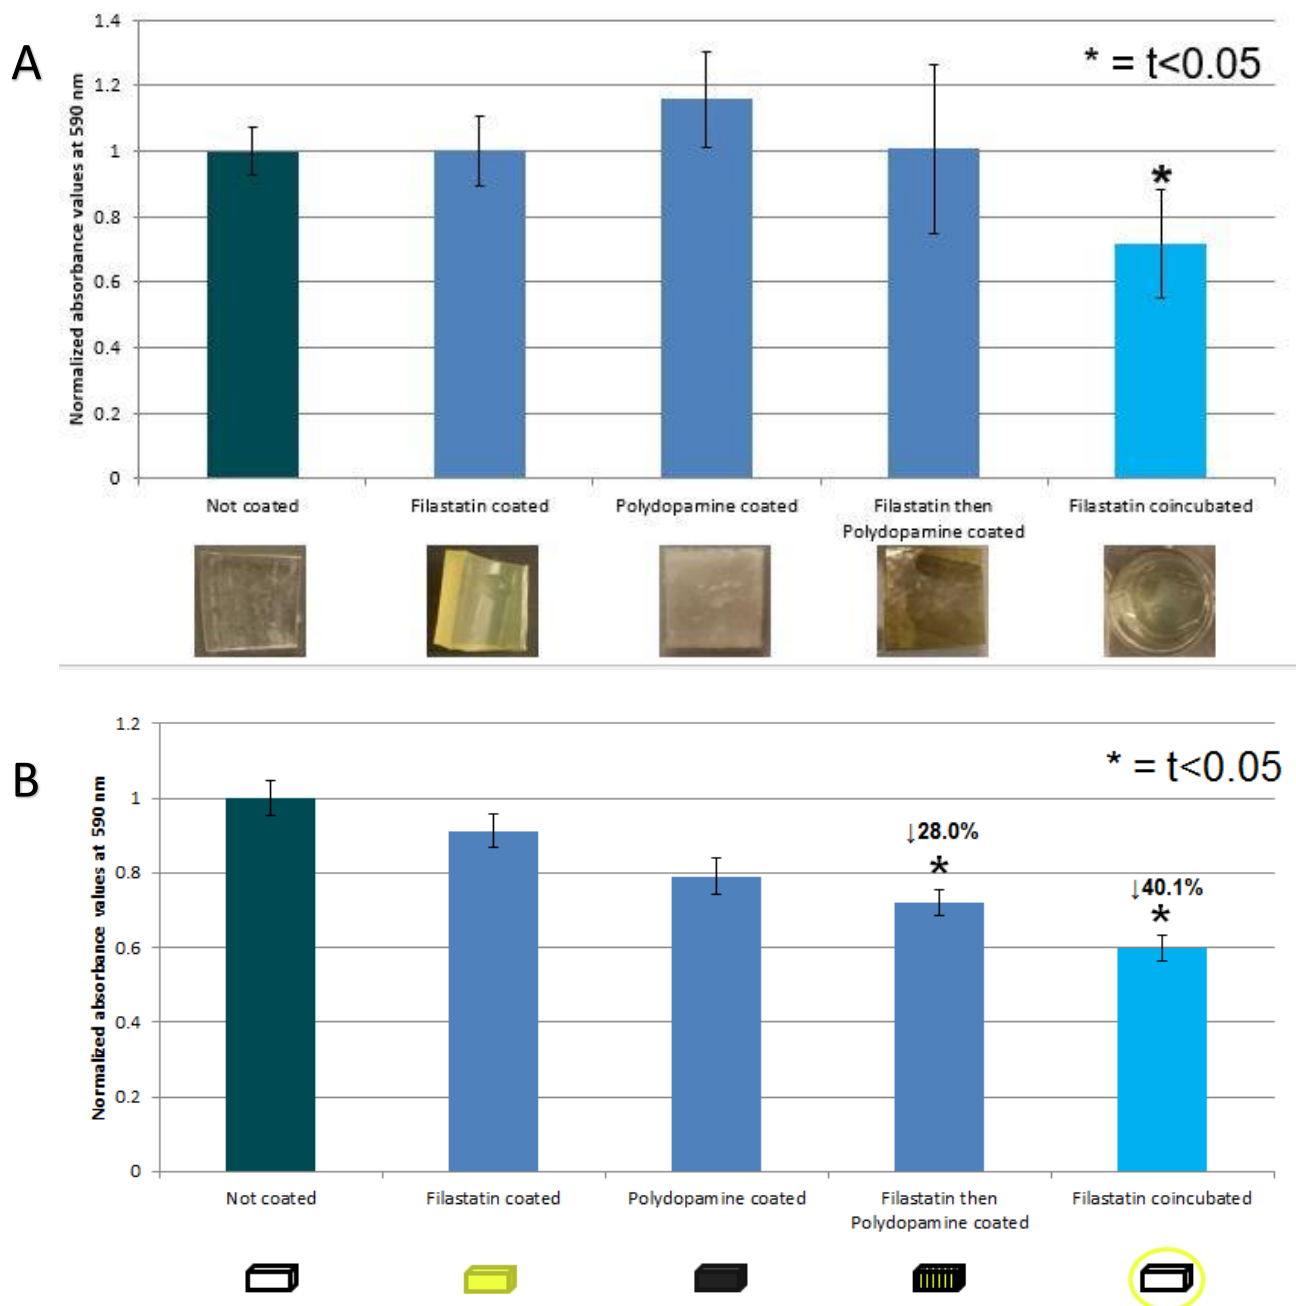 A
* = t<0.05
Normalized absorbance values at 590 nm
1.4
1.2
1
0.8
0.6
0.4
0.2
0
*
Not coated
Filastatin coated
Polydopamine coated
Filastatin then
Polydopamine coated
Filastatin coincubated
B
* = t<0.05
Normalized absorbance values at 590 nm
1.2
1
0.8
0.6
0.4
0.2
0
↓28.0%
*
↓40.1%
*
Not coated
Filastatin coated
Polydopamine coated
Filastatin then
Polydopamine coated
Filastatin coincubated